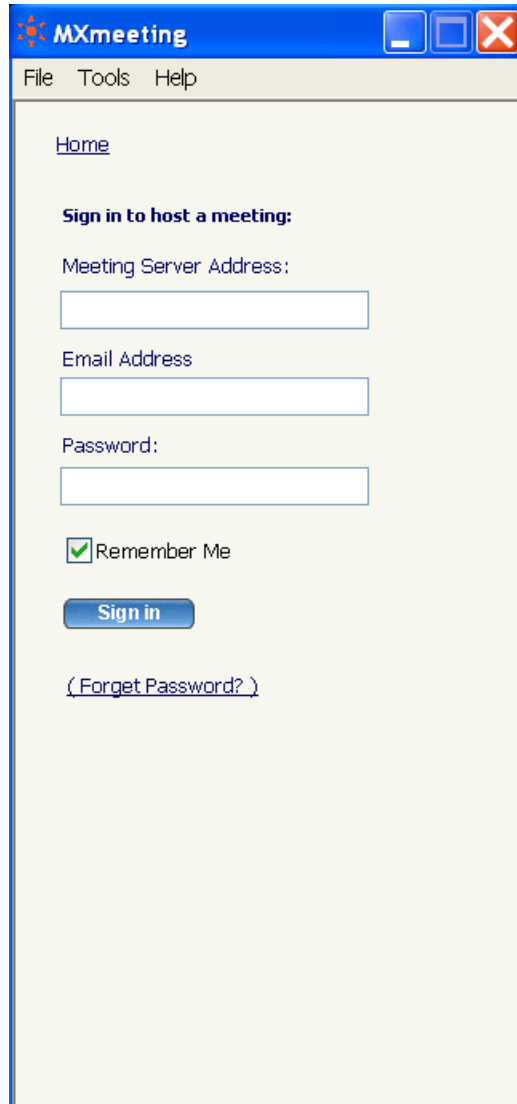 MXmeeting
File Tools Help
Home
Sign in to host a meeting:
Meeting Server Address:
Email Address
Password:
Remember Me
Sign in
( Forget Password? )